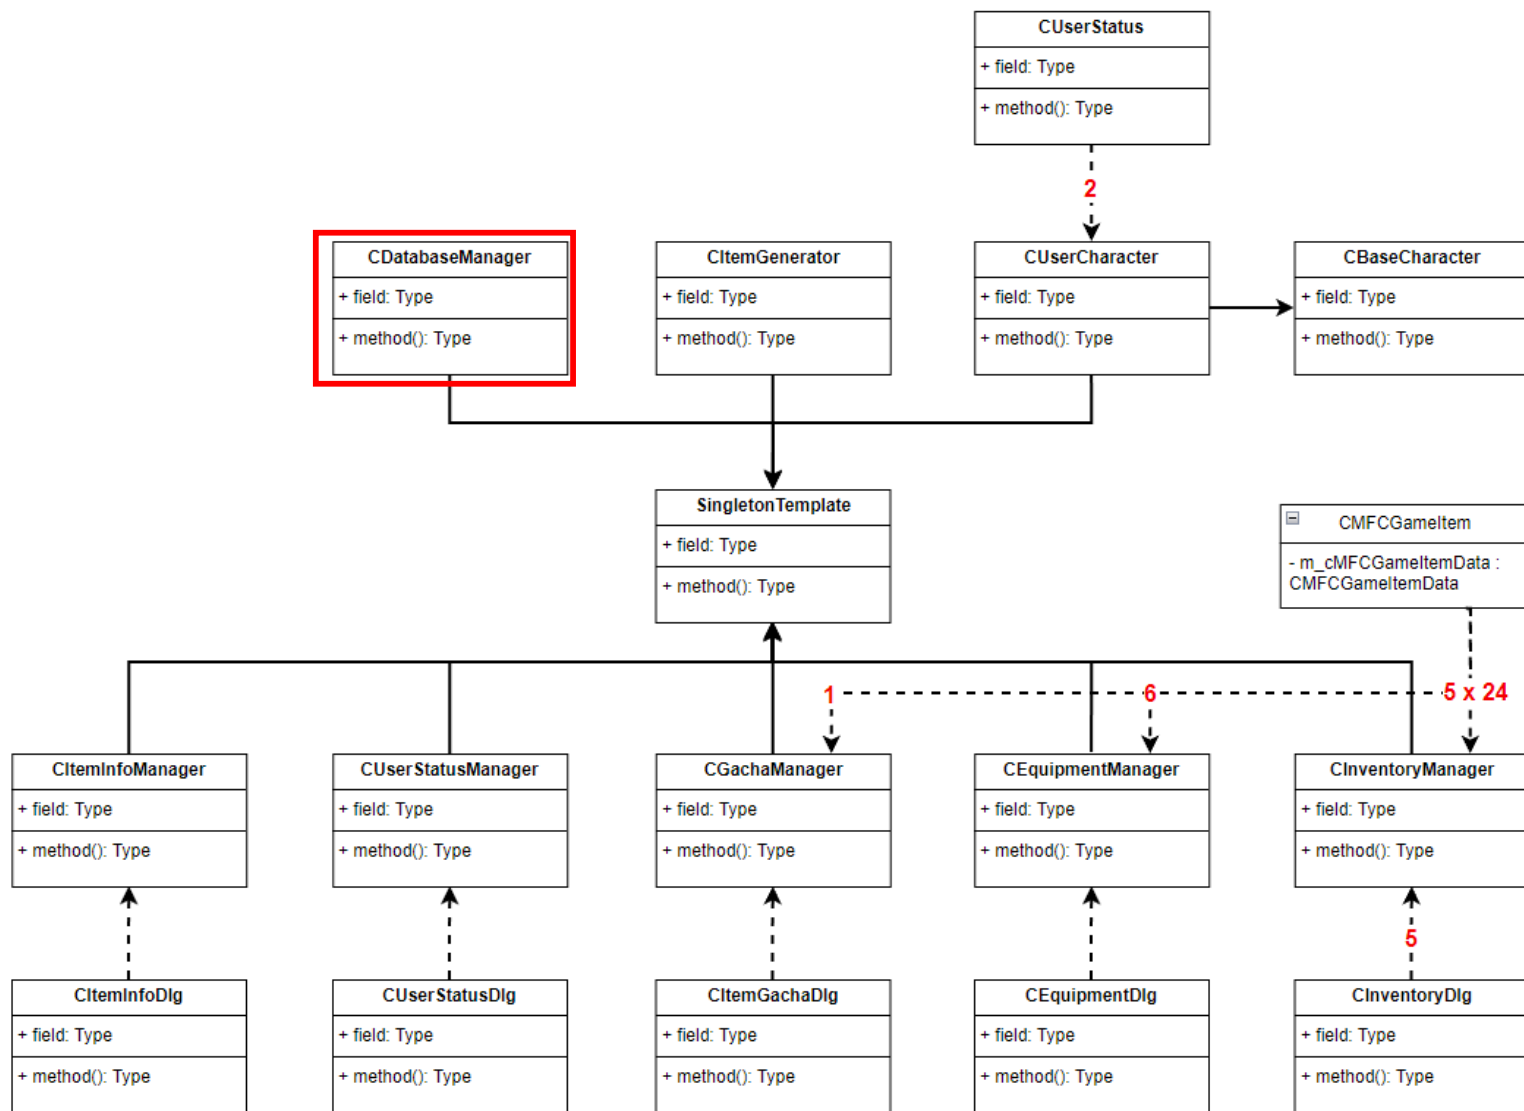 CUserStatus
+ field: Type
+ method(): Type
2
CDatabaseManager
+ field: Type
+ method(): Type
CItemGenerator
+ field: Type
+ method(): Type
CUserCharacter
+ field: Type
+ method(): Type
CBaseCharacter
+ field: Type
+ method(): Type
SingletonTemplate
+ field: Type
+ method(): Type
CMFCGameItem
- m_cMFCGameItemData :
CMFCGameItemData
1
6
5 x 24
CItemInfoManager
+ field: Type
+ method(): Type
CUserStatusManager
+ field: Type
+ method(): Type
CGachaManager
+ field: Type
+ method(): Type
CEquipmentManager
+ field: Type
+ method(): Type
CInventoryManager
+ field: Type
+ method(): Type
5
CItemInfoDlg
+ field: Type
+ method(): Type
CUserStatusDlg
+ field: Type
+ method(): Type
CItemGachaDlg
+ field: Type
+ method(): Type
CEquipmentDlg
+ field: Type
+ method(): Type
CInventoryDlg
+ field: Type
+ method(): Type